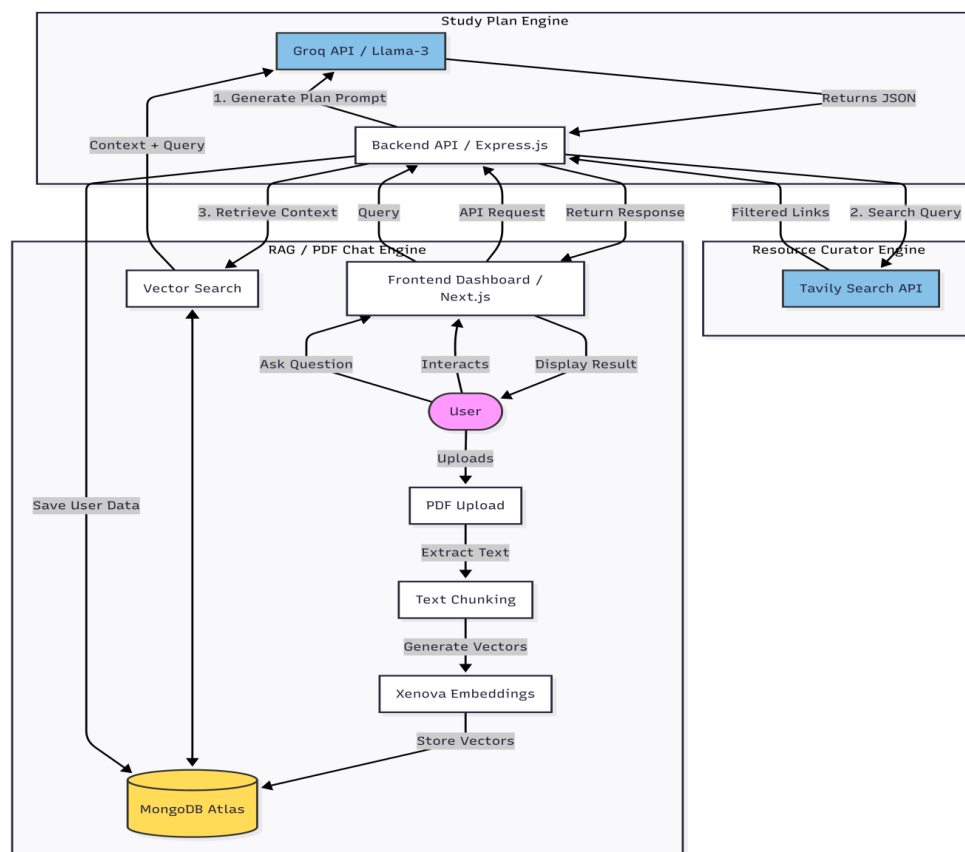 Study Plan Engine
Groq API / Llama-3
1. Generate Plan Prompt
Returns JSON
Context + Query
Backend API / Express.js
3. Retrieve Context
Query
API Request
Return Response
Filtered Links
2. Search Query
RAG / PDF Chat Engine
Resource Curator Engine
Vector Search
Frontend Dashboard /
Next.js
Tavily Search API
Ask Question
Interacts
Display Result
User
Uploads
Save User Data
PDF Upload
Extract Text
Text Chunking
Generate Vectors
Xenova Embeddings
Store Vectors
MongoDB Atlas